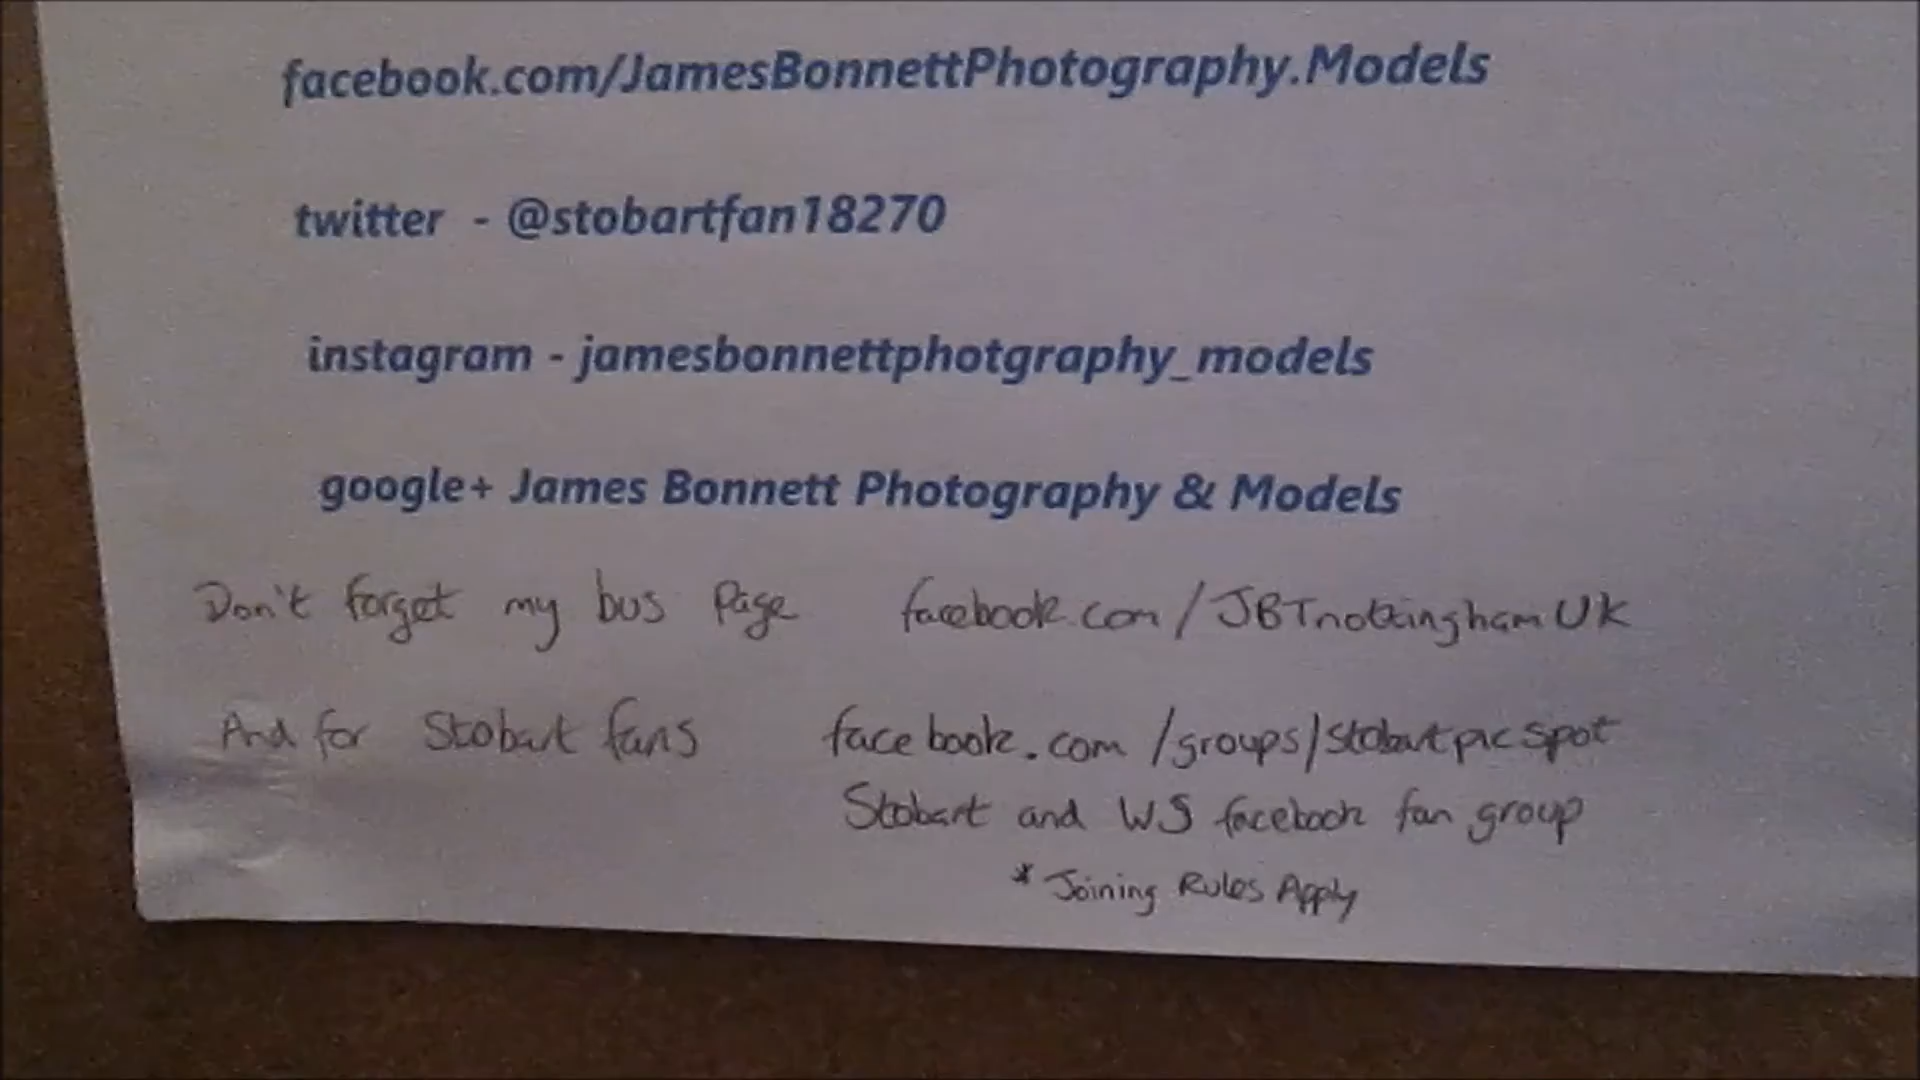 facebook.com/JamesBonnettPhotography.Models
twitter - @stobartfan18270
instagram - jamesbonnettphotgraphy_models
google+ James Bonnett Photography & Models
Don't forget my bus Page facebook.com/JBTnottinghamUK
And for Stobart fans facebook.com/groups/stobartpicspot
Stobart and WS facebook fan group
* Joining Rules Apply